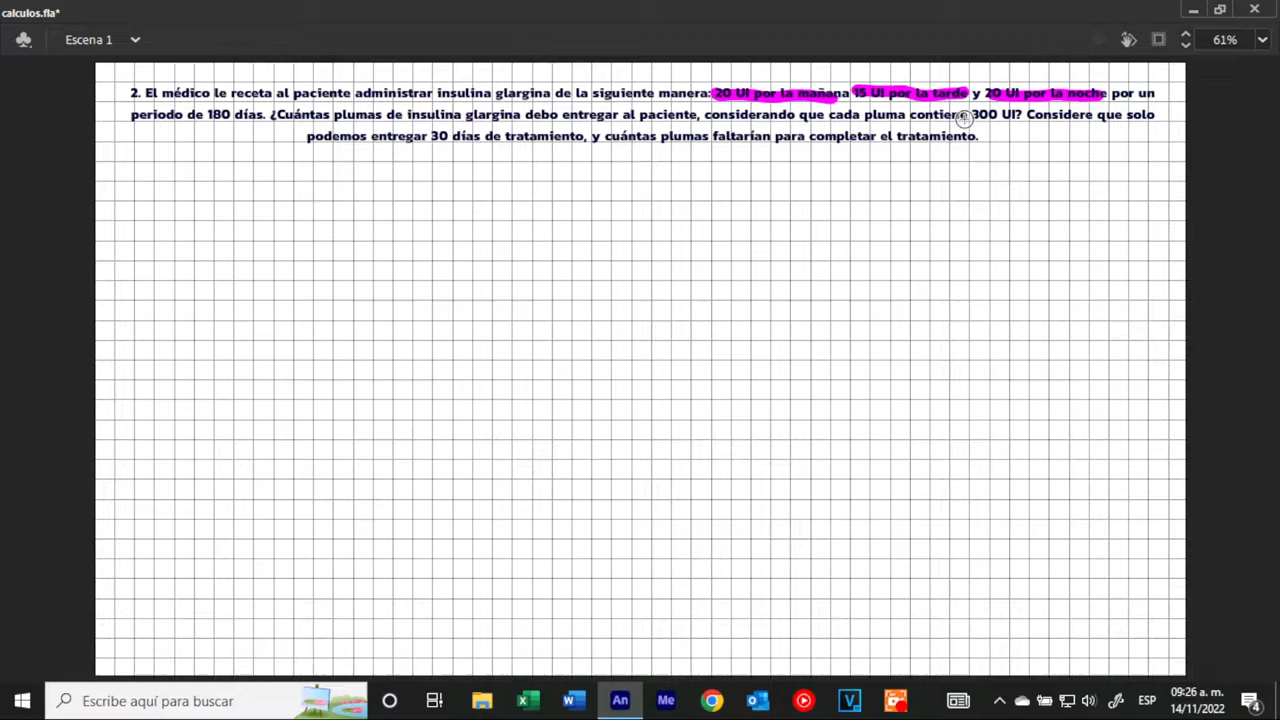 calculos.fla*
Escena 1
61%
2. El médico le receta al paciente administrar insulina glargina de la siguiente manera: 20 UI por la mañana 15 UI por la tarde y 20 UI por la noche por un
periodo de 180 días. ¿Cuántas plumas de insulina glargina debo entregar al paciente, considerando que cada pluma contiene 300 UI? Considere que solo
podemos entregar 30 días de tratamiento, y cuántas plumas faltarían para completar el tratamiento.
Escribe aquí para buscar
An
Me
ESP
09:26 a. m.
14/11/2022
4